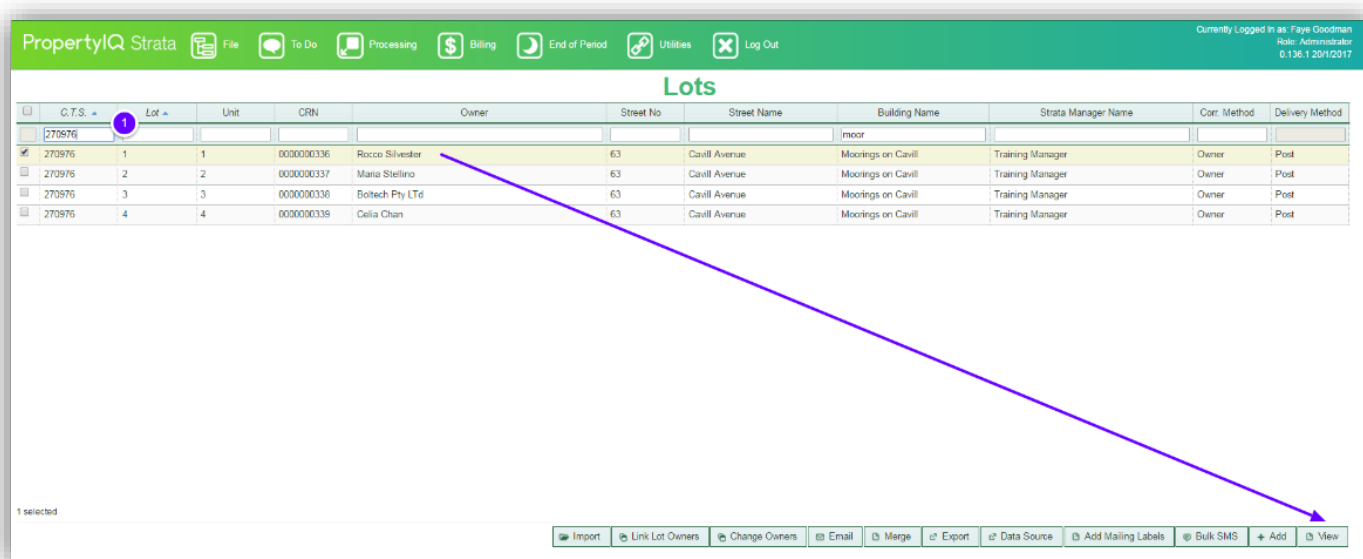 PropertyIQ Strata File To Do Processing Billing End of Period Utilities Log Out
Currently Logged In as: Faye Goodman
Role: Administrator
0.136.1 20/1/2017
Lots
C.T.S. Lot Unit CRN Owner Street No Street Name Building Name Strata Manager Name Corr. Method Delivery Method
1
270976 moor
270976 1 1 0000000336 Rocco Silvester 63 Cavill Avenue Moorings on Cavill Training Manager Owner Post
270976 2 2 0000000337 Maria Stellino 63 Cavill Avenue Moorings on Cavill Training Manager Owner Post
270976 3 3 0000000338 Boltech Pty LTd 63 Cavill Avenue Moorings on Cavill Training Manager Owner Post
270976 4 4 0000000339 Celia Chan 63 Cavill Avenue Moorings on Cavill Training Manager Owner Post
1 selected
Import Link Lot Owners Change Owners Email Merge Export Data Source Add Mailing Labels Bulk SMS Add View